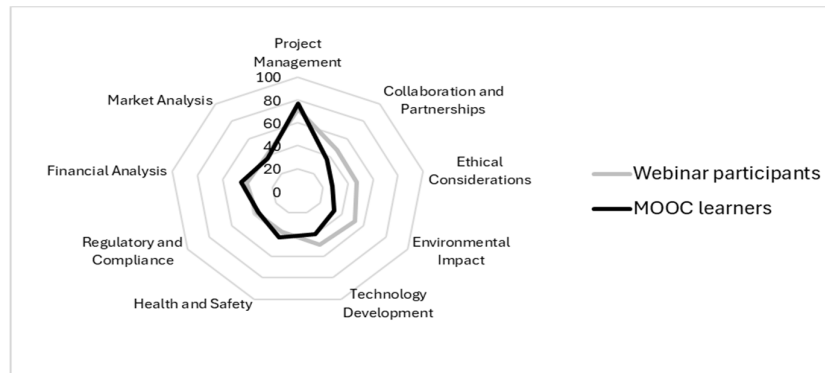 Project
Management
100
80
60
40
20
0
Collaboration and
Partnerships
Ethical
Considerations
Environmental
Impact
Technology
Development
Health and Safety
Regulatory and
Compliance
Financial Analysis
Market Analysis
Webinar participants
MOOC learners